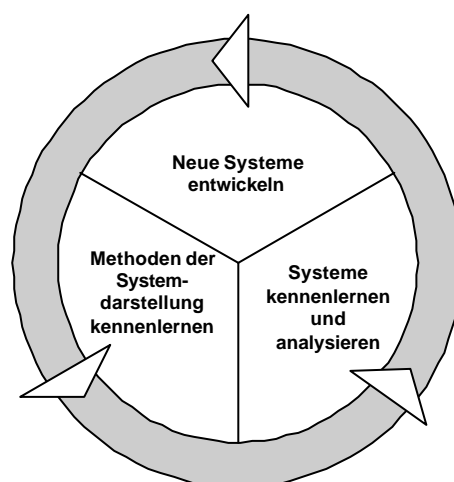 Neue Systeme
entwickeln
Methoden der
System-
darstellung
kennenlernen
Systeme
kennenlernen
und
analysieren